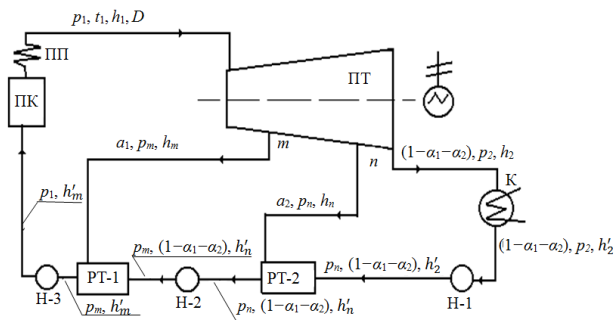 p₁, t₁, h₁, D
ПП
ПК
ПТ
m
n
a₁, pₘ, hₘ
(1−α₁−α₂), p₂, h₂
К
p₁, h′ₘ
a₂, pₙ, hₙ
(1−α₁−α₂), p₂, h′₂
pₘ, (1−α₁−α₂), h′ₙ
pₙ, (1−α₁−α₂), h′₂
РТ-1
РТ-2
Н-3
Н-2
Н-1
pₘ, h′ₘ
pₙ, (1−α₁−α₂), h′ₙ